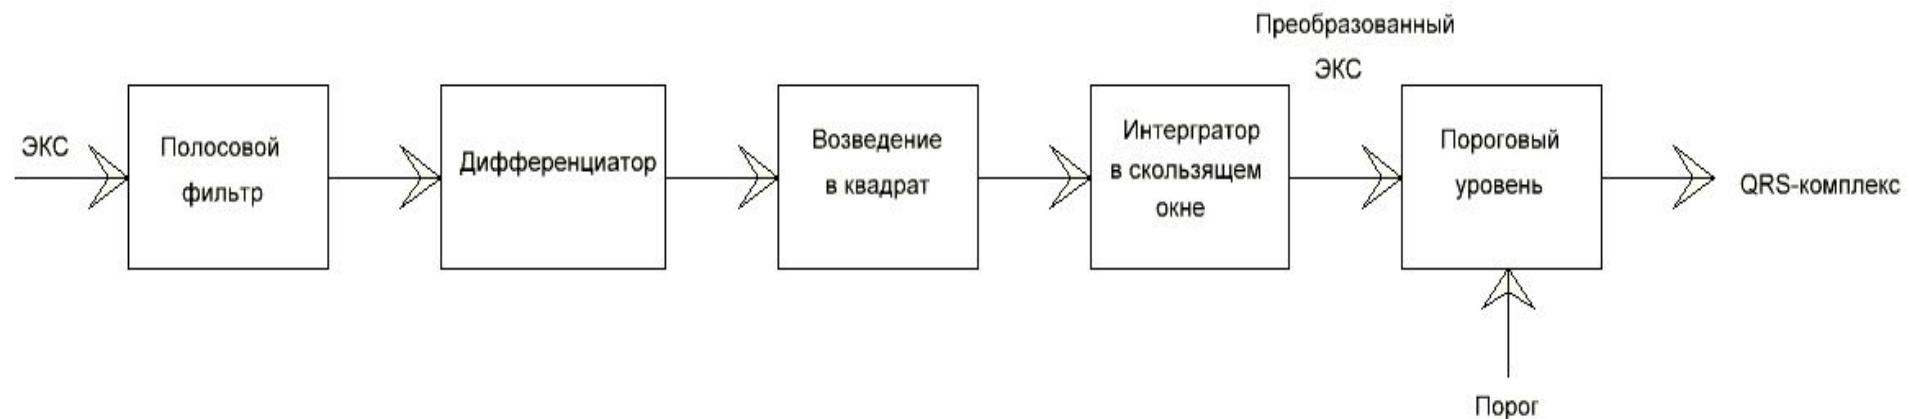 Преобразованный
ЭКС
ЭКС
Полосовой
фильтр
Дифференциатор
Возведение
в квадрат
Интергратор
в скользящем
окне
Пороговый
уровень
QRS-комплекс
Порог